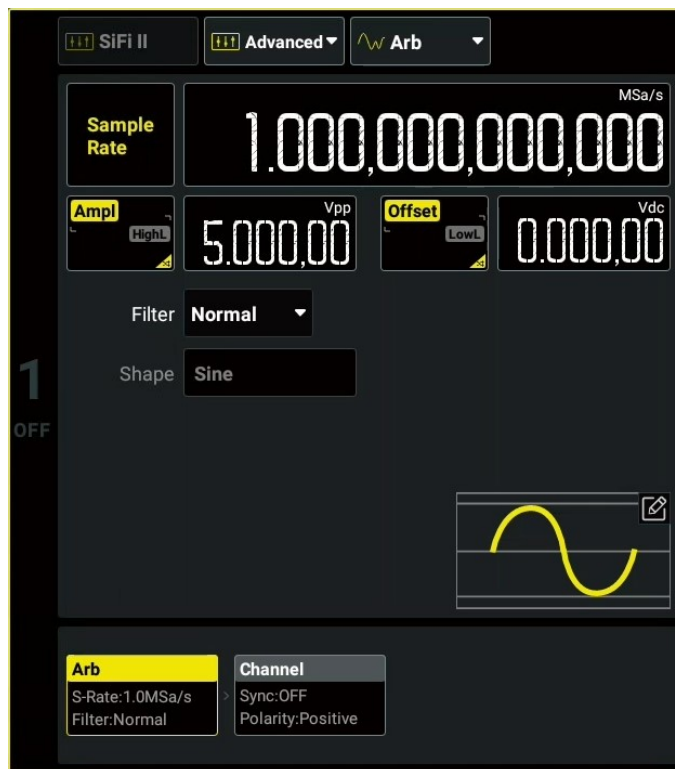 SiFi II
Advanced
Arb
Sample
Rate
MSa/s
1.000,000,000,000
Ampl
HighL
Vpp
5.000,00
Offset
LowL
Vdc
0.000,00
Filter
Normal
Shape
Sine
1
OFF
Arb
S-Rate:1.0MSa/s
Filter:Normal
Channel
Sync:OFF
Polarity:Positive